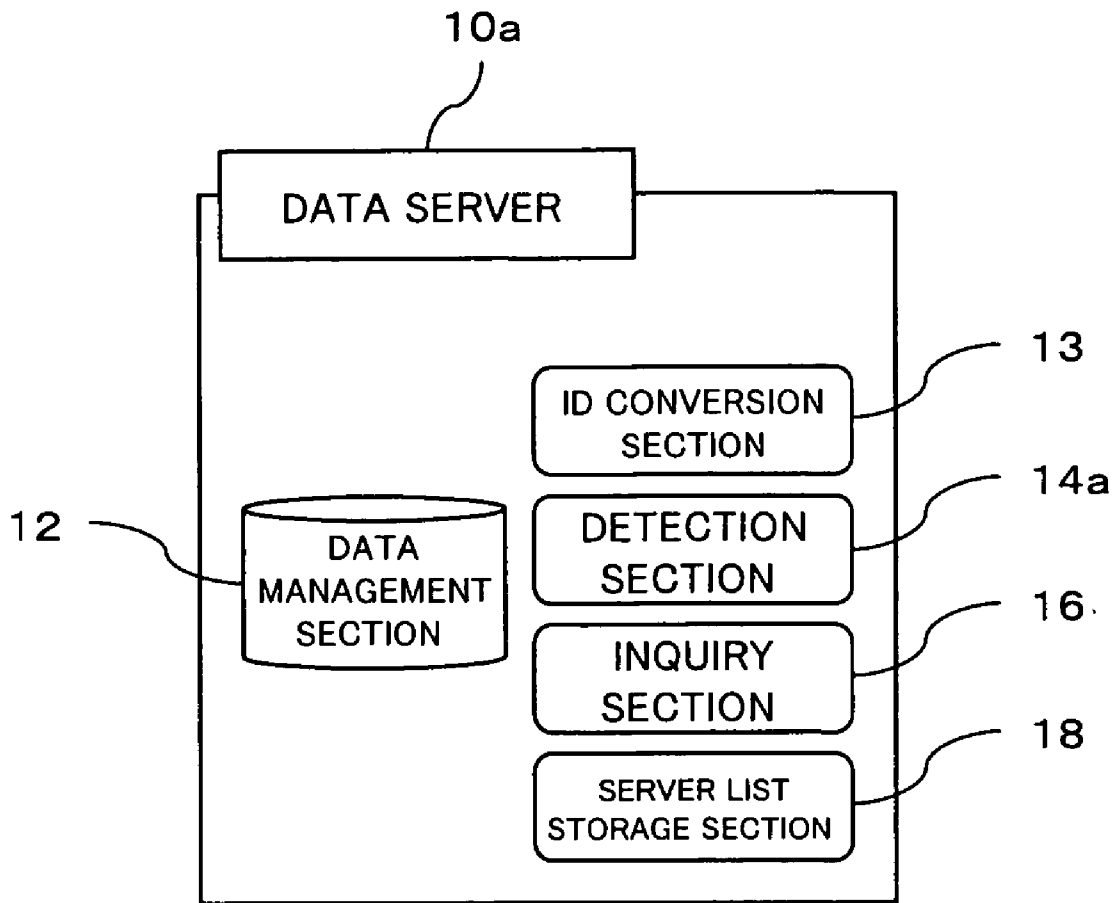 10a
DATA SERVER
13
ID CONVERSION
SECTION
14a
DETECTION
SECTION
12
DATA
MANAGEMENT
SECTION
16
INQUIRY
SECTION
18
SERVER LIST
STORAGE SECTION